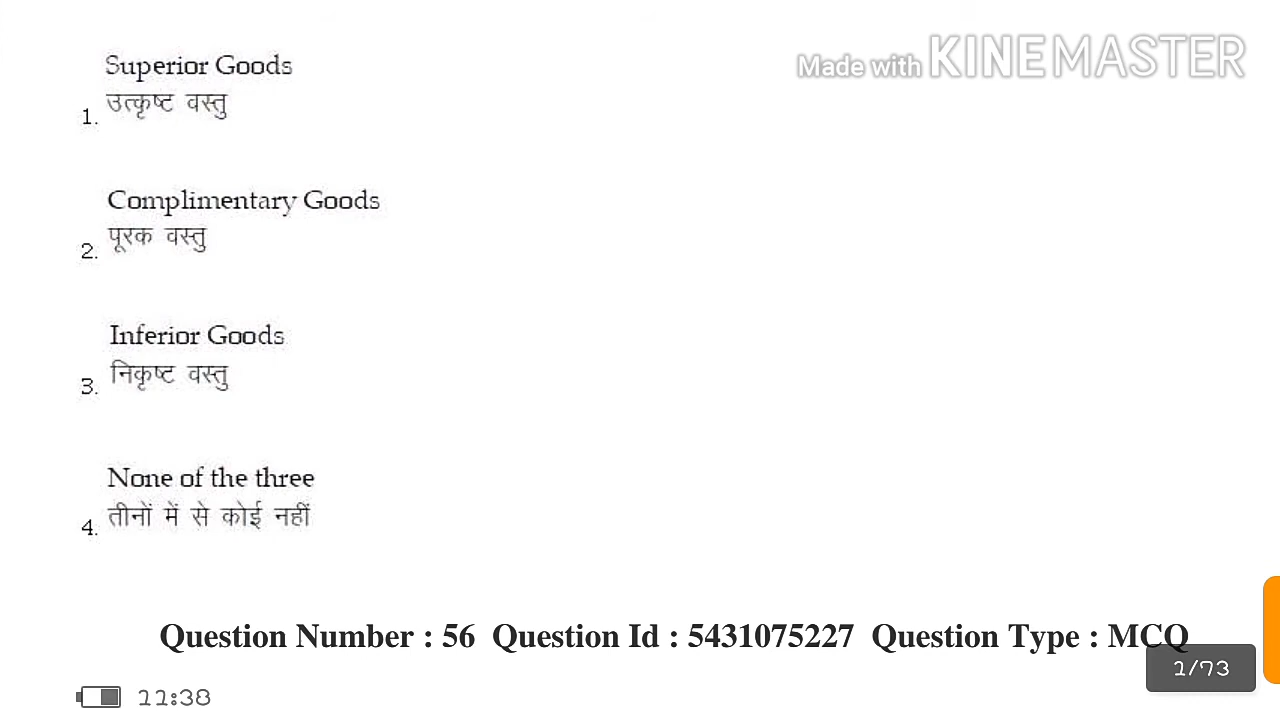 Made with KINEMASTER
Superior Goods
1. उत्कृष्ट वस्तु
Complimentary Goods
2. पूरक वस्तु
Inferior Goods
3. निकृष्ट वस्तु
None of the three
4. तीनों में से कोई नहीं
Question Number : 56 Question Id : 5431075227 Question Type : MCQ
1/73
11:38